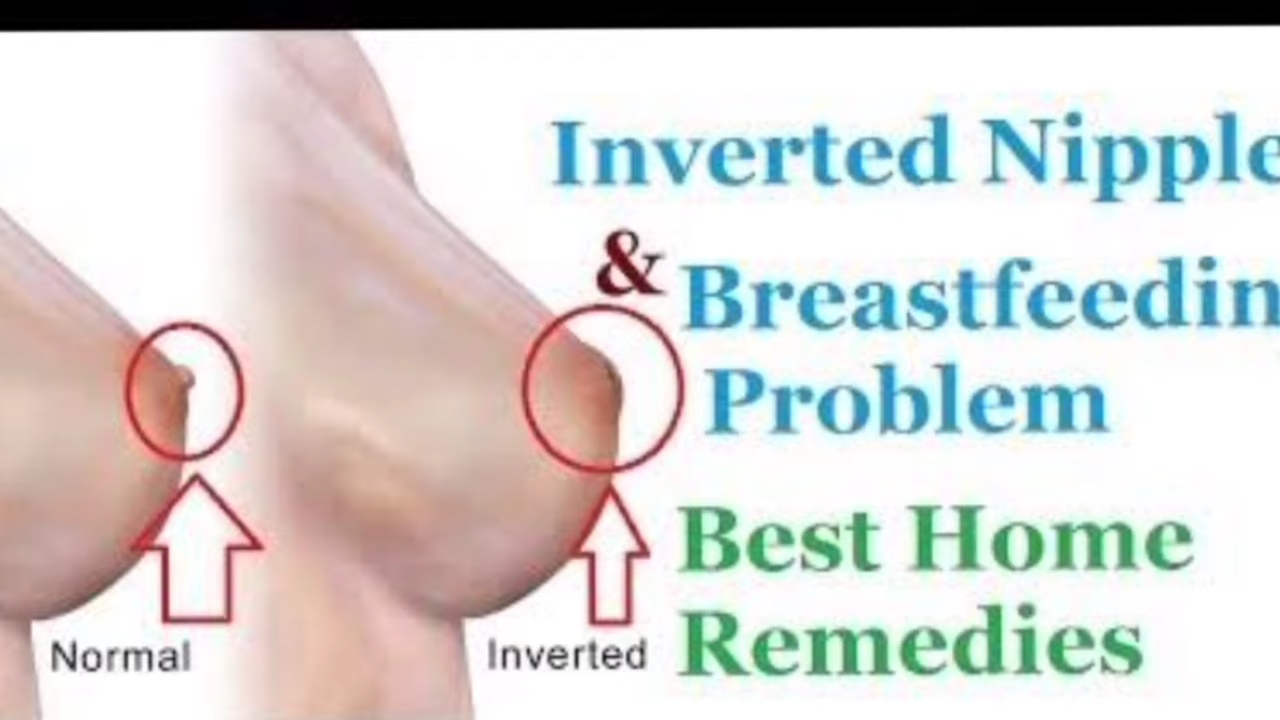 Inverted Nipple
&
Breastfeedin
Problem
Best Home
Remedies
Normal
Inverted